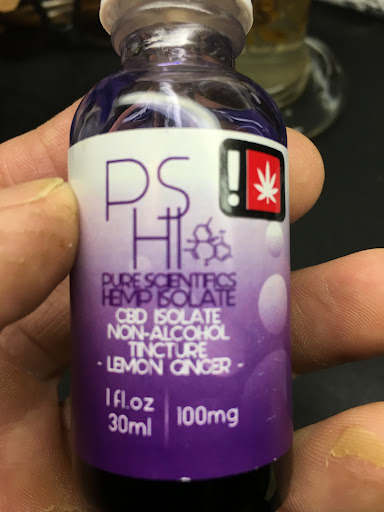 PS
HI
!
PURE SCIENTIFICS
HEMP ISOLATE
CBD ISOLATE
NON-ALCOHOL
TINCTURE
- LEMON GINGER -
1 fl.oz
30ml | 100mg